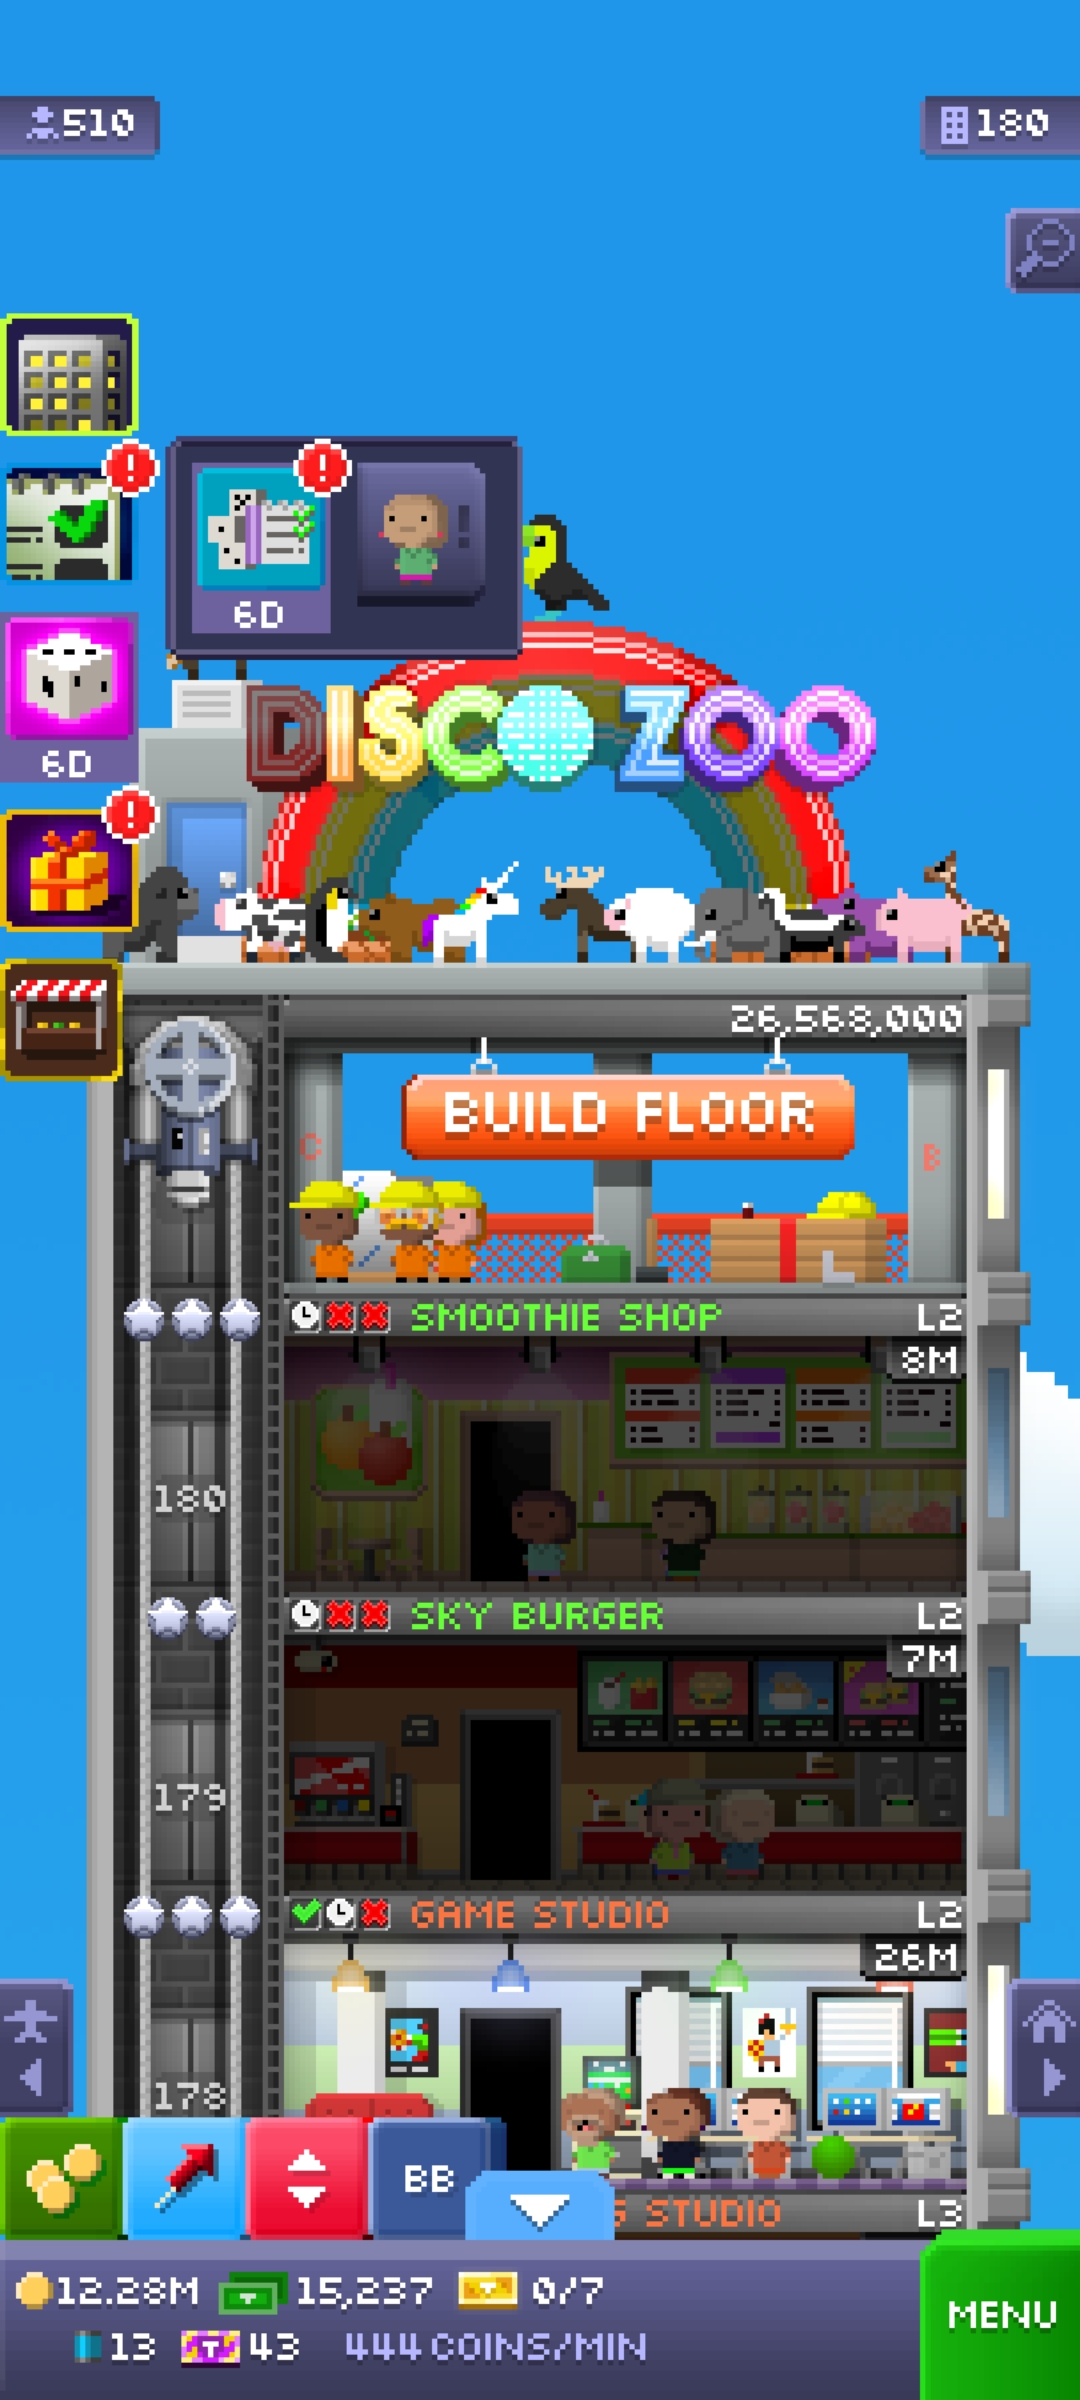 510
180
6D
6D
DISCO ZOO
26,568,000
BUILD FLOOR
C
B
SMOOTHIE SHOP L2
8M
180
SKY BURGER L2
7M
179
GAME STUDIO L2
26M
178
BB
STUDIO L3
12.28M 15,237 0/7
MENU
13 43 444 COINS/MIN